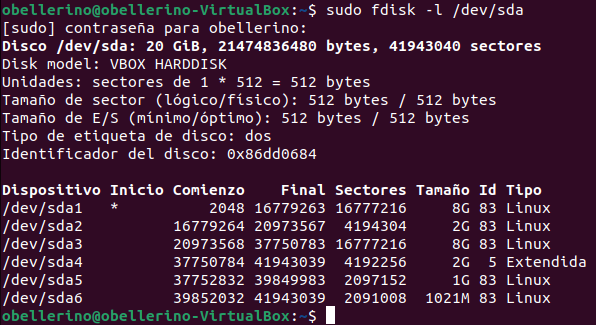 obellerino@obellerino-VirtualBox:~$ sudo fdisk -l /dev/sda
[sudo] contraseña para obellerino:
Disco /dev/sda: 20 GiB, 21474836480 bytes, 41943040 sectores
Disk model: VBOX HARDDISK
Unidades: sectores de 1 * 512 = 512 bytes
Tamaño de sector (lógico/físico): 512 bytes / 512 bytes
Tamaño de E/S (mínimo/óptimo): 512 bytes / 512 bytes
Tipo de etiqueta de disco: dos
Identificador del disco: 0x86dd0684

Dispositivo Inicio Comienzo    Final Sectores Tamaño Id Tipo
/dev/sda1   *          2048 16779263 16777216     8G 83 Linux
/dev/sda2          16779264 20973567  4194304     2G 83 Linux
/dev/sda3          20973568 37750783 16777216     8G 83 Linux
/dev/sda4          37750784 41943039  4192256     2G  5 Extendida
/dev/sda5          37752832 39849983  2097152     1G 83 Linux
/dev/sda6          39852032 41943039  2091008  1021M 83 Linux
obellerino@obellerino-VirtualBox:~$